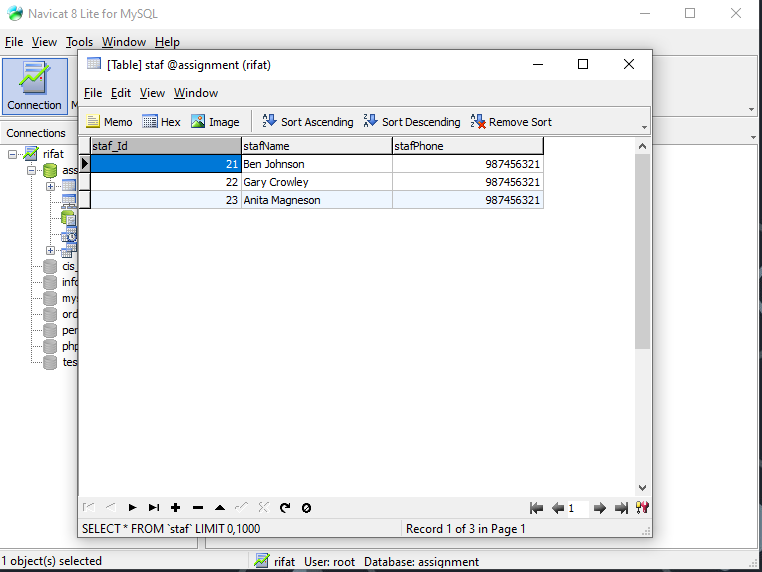 Navicat 8 Lite for MySQL
File View Tools Window Help
Connection M
Connections
rifat
ass
cis_
info
mys
ord
per
php
tes
[Table] staf @assignment (rifat)
File Edit View Window
Memo Hex Image Sort Ascending Sort Descending Remove Sort
staf_Id stafName stafPhone
21 Ben Johnson 987456321
22 Gary Crowley 987456321
23 Anita Magneson 987456321
1
SELECT * FROM `staf` LIMIT 0,1000 Record 1 of 3 in Page 1
1 object(s) selected rifat User: root Database: assignment